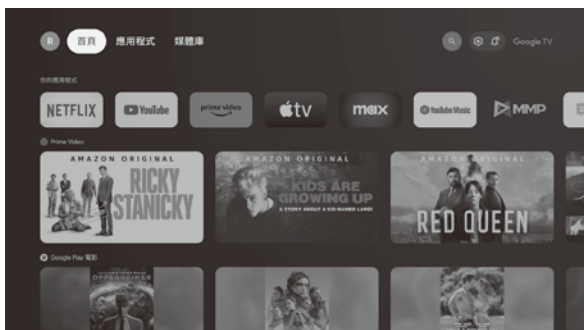 R 首頁 應用程式 媒體庫 Google TV
你的應用程式
NETFLIX YouTube prime video tv max YouTube Music MMP
Prime Video
AMAZON ORIGINAL AMAZON ORIGINAL AMAZON ORIGINAL
RICKY STANICKY
KIDS ARE GROWING UP
A STORY ABOUT A KID NAMED LAROI
RED QUEEN
Google Play 電影
OPPENHEIMER